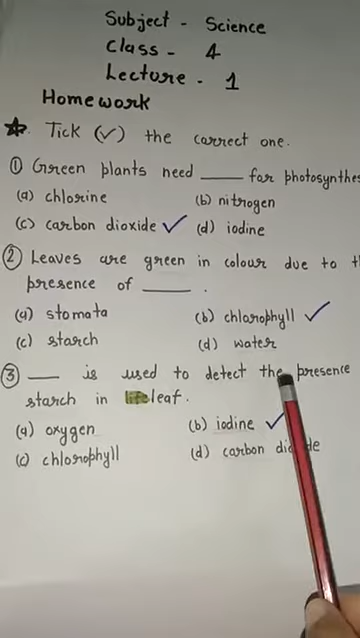 Subject - Science
Class - 4
Lecture - 1
Homework
Tick (✓) the correct one.
① Green plants need ____ for photosynthes
(a) chlorine (b) nitrogen
(c) carbon dioxide ✓ (d) iodine
② Leaves are green in colour due to th
presence of ____ .
(a) stomata (b) chlorophyll ✓
(c) starch (d) water
③ ____ is used to detect the presence
starch in leaf.
(a) oxygen (b) iodine ✓
(c) chlorophyll (d) carbon